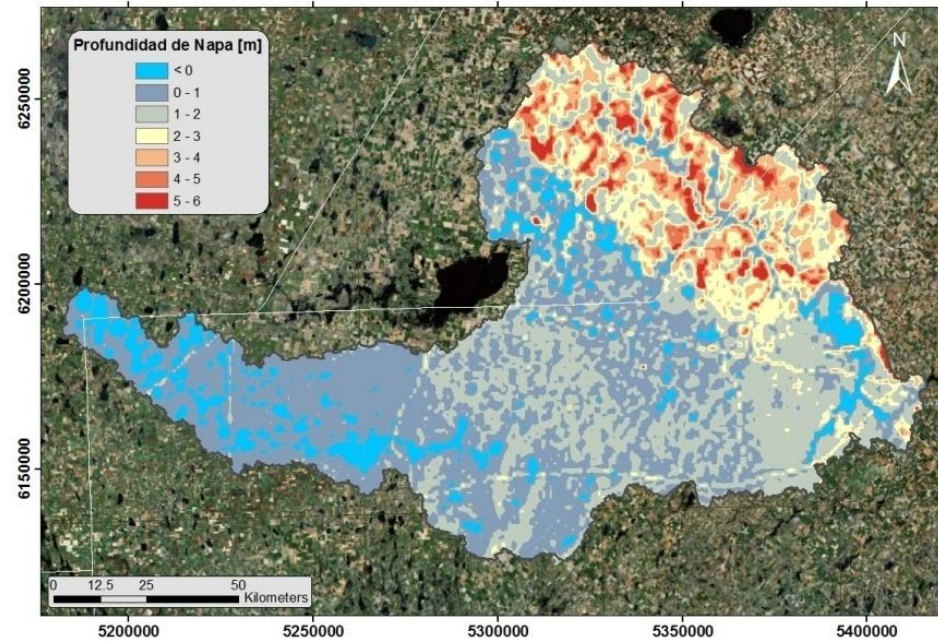 Profundidad de Napa [m]
< 0
0 - 1
1 - 2
2 - 3
3 - 4
4 - 5
5 - 6
N
6250000
6200000
6150000
0 12.5 25 50
Kilometers
5200000 5250000 5300000 5350000 5400000